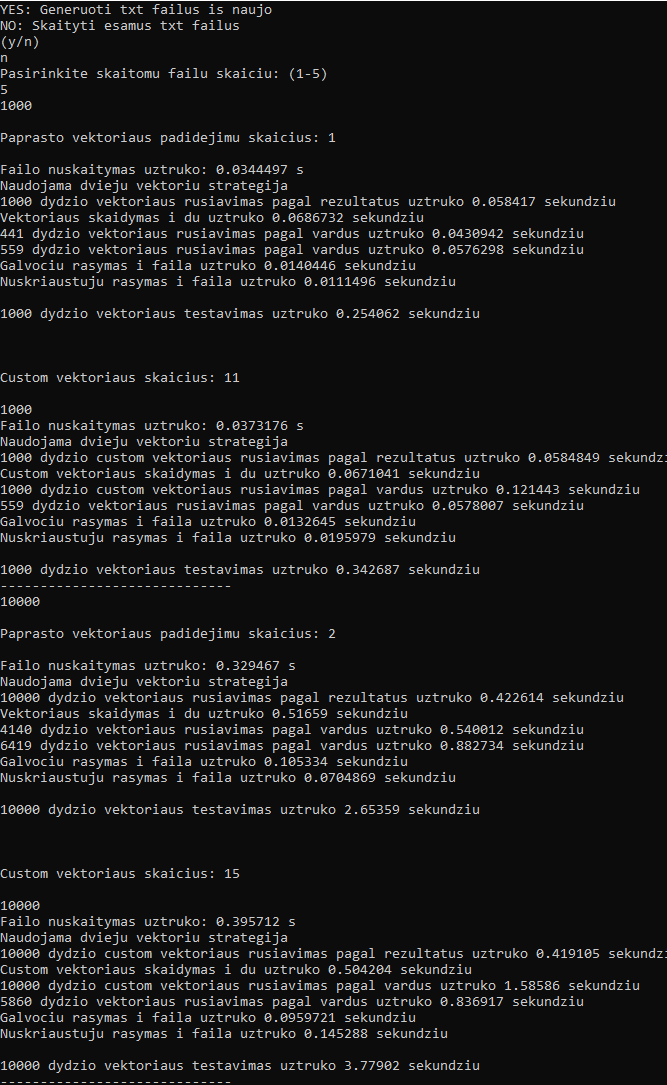 YES: Generuoti txt failus is naujo
NO: Skaityti esamus txt failus
(y/n)
n
Pasirinkite skaitomu failu skaiciu: (1-5)
5
1000
Paprasto vektoriaus padidejimu skaicius: 1
Failo nuskaitymas uztruko: 0.0344497 s
Naudojama dvieju vektoriu strategija
1000 dydzio vektoriaus rusiavimas pagal rezultatus uztruko 0.058417 sekundziu
Vektoriaus skaidymas i du uztruko 0.0686732 sekundziu
441 dydzio vektoriaus rusiavimas pagal vardus uztruko 0.0430942 sekundziu
559 dydzio vektoriaus rusiavimas pagal vardus uztruko 0.0576298 sekundziu
Galvociu rasymas i faila uztruko 0.0140446 sekundziu
Nuskriaustuju rasymas i faila uztruko 0.0111496 sekundziu
1000 dydzio vektoriaus testavimas uztruko 0.254062 sekundziu
Custom vektoriaus skaicius: 11
1000
Failo nuskaitymas uztruko: 0.0373176 s
Naudojama dvieju vektoriu strategija
1000 dydzio custom vektoriaus rusiavimas pagal rezultatus uztruko 0.0584849 sekundz
Custom vektoriaus skaidymas i du uztruko 0.0671041 sekundziu
1000 dydzio custom vektoriaus rusiavimas pagal vardus uztruko 0.121443 sekundziu
559 dydzio vektoriaus rusiavimas pagal vardus uztruko 0.0578007 sekundziu
Galvociu rasymas i faila uztruko 0.0132645 sekundziu
Nuskriaustuju rasymas i faila uztruko 0.0195979 sekundziu
1000 dydzio vektoriaus testavimas uztruko 0.342687 sekundziu
-----------------------------
10000
Paprasto vektoriaus padidejimu skaicius: 2
Failo nuskaitymas uztruko: 0.329467 s
Naudojama dvieju vektoriu strategija
10000 dydzio vektoriaus rusiavimas pagal rezultatus uztruko 0.422614 sekundziu
Vektoriaus skaidymas i du uztruko 0.51659 sekundziu
4140 dydzio vektoriaus rusiavimas pagal vardus uztruko 0.540012 sekundziu
6419 dydzio vektoriaus rusiavimas pagal vardus uztruko 0.882734 sekundziu
Galvociu rasymas i faila uztruko 0.105334 sekundziu
Nuskriaustuju rasymas i faila uztruko 0.0704869 sekundziu
10000 dydzio vektoriaus testavimas uztruko 2.65359 sekundziu
Custom vektoriaus skaicius: 15
10000
Failo nuskaitymas uztruko: 0.395712 s
Naudojama dvieju vektoriu strategija
10000 dydzio custom vektoriaus rusiavimas pagal rezultatus uztruko 0.419105 sekundz
Custom vektoriaus skaidymas i du uztruko 0.504204 sekundziu
10000 dydzio custom vektoriaus rusiavimas pagal vardus uztruko 1.58586 sekundziu
5860 dydzio vektoriaus rusiavimas pagal vardus uztruko 0.836917 sekundziu
Galvociu rasymas i faila uztruko 0.0959721 sekundziu
Nuskriaustuju rasymas i faila uztruko 0.145288 sekundziu
10000 dydzio vektoriaus testavimas uztruko 3.77902 sekundziu
-----------------------------